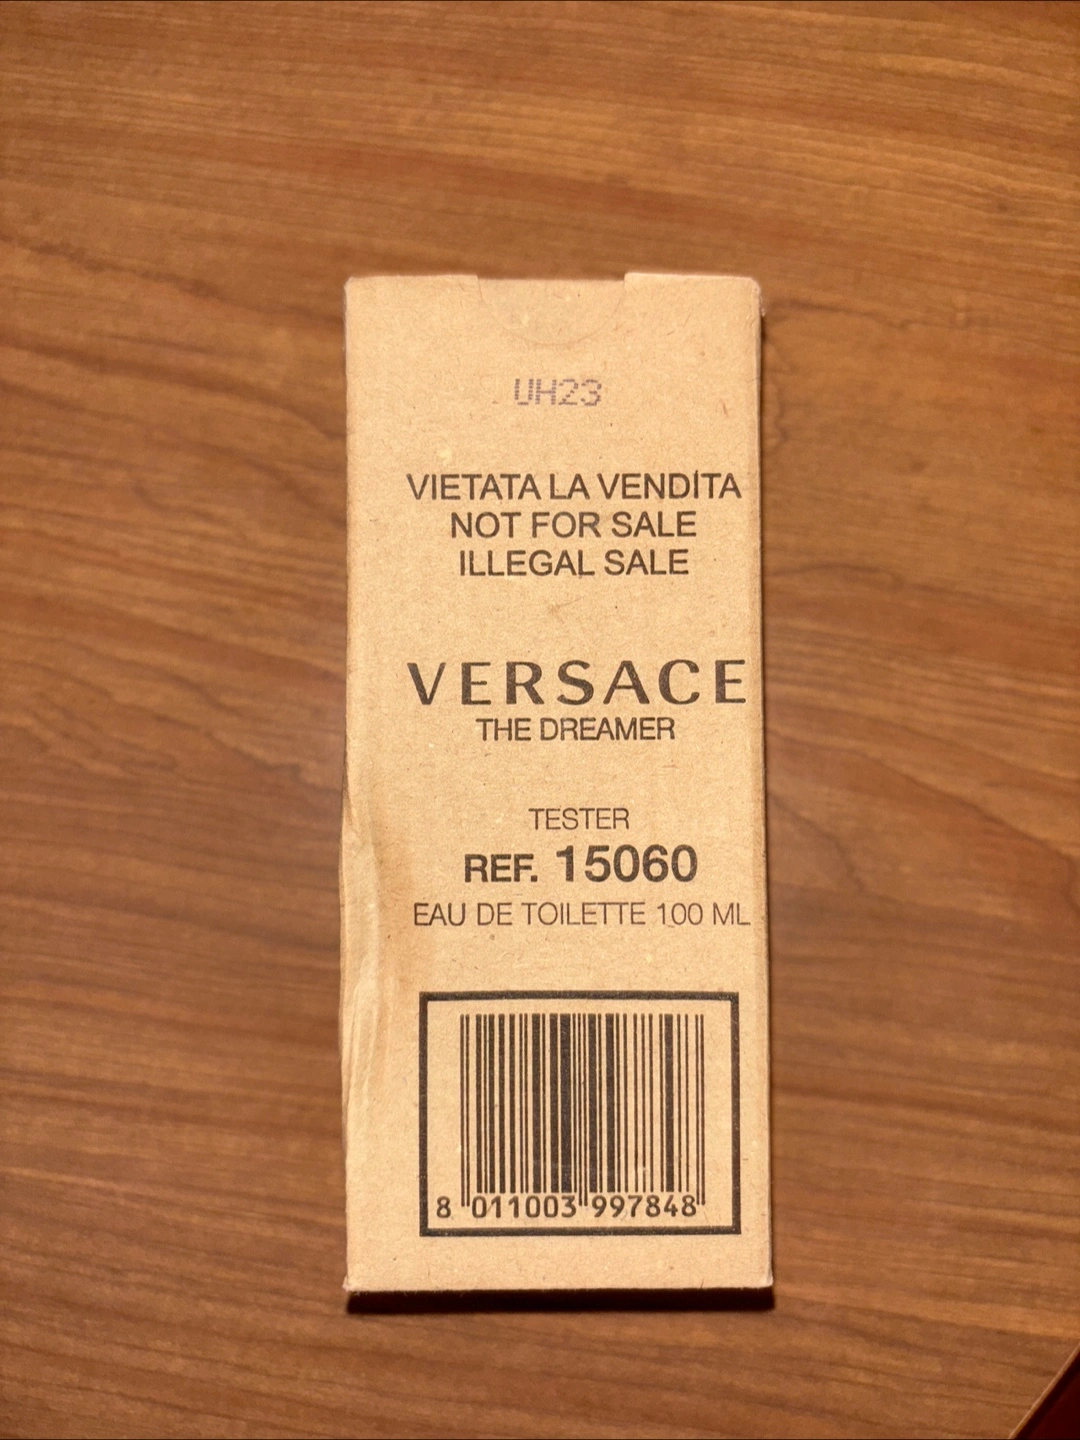 UH23
VIETATA LA VENDITA
NOT FOR SALE
ILLEGAL SALE
VERSACE
THE DREAMER
TESTER
REF. 15060
EAU DE TOILETTE 100 ML
8 011003 997848